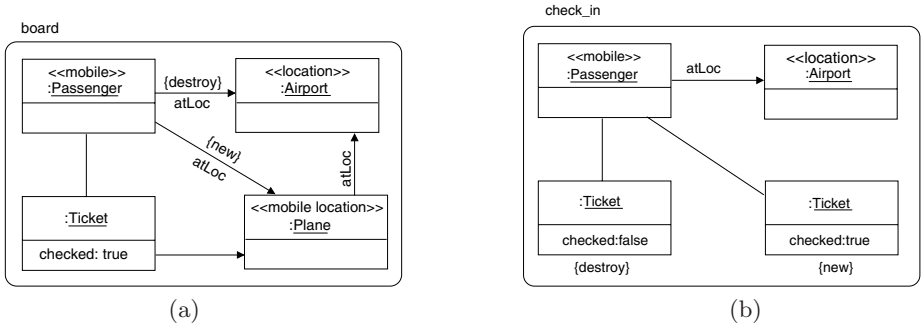 board
<<mobile>>
:Passenger
{destroy}
atLoc
<<location>>
:Airport
{new}
atLoc
atLoc
:Ticket
checked: true
<<mobile location>>
:Plane
(a)
check_in
<<mobile>>
:Passenger
atLoc
<<location>>
:Airport
:Ticket
checked:false
{destroy}
:Ticket
checked:true
{new}
(b)